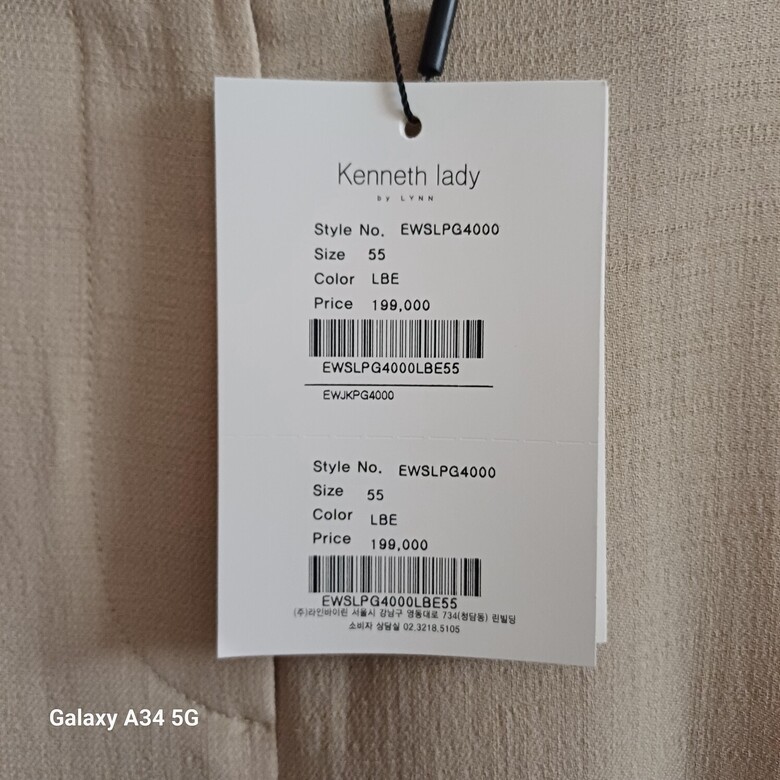 Kenneth lady
by LYNN
Style No. EWSLPG4000
Size 55
Color LBE
Price 199,000
EWSLPG4000LBE55
EWJKPG4000
Style No. EWSLPG4000
Size 55
Color LBE
Price 199,000
EWSLPG4000LBE55
(주)라인바이린 서울시 강남구 영동대로 734(청담동) 린빌딩
소비자 상담실 02.3218.5105
Galaxy A34 5G